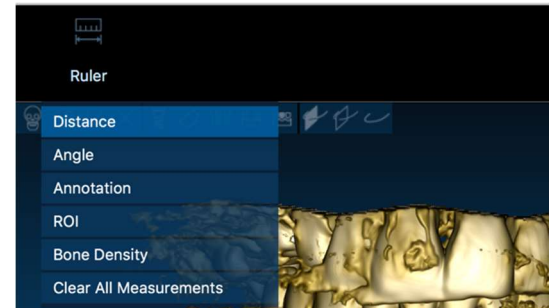 Ruler
Distance
Angle
Annotation
ROI
Bone Density
Clear All Measurements